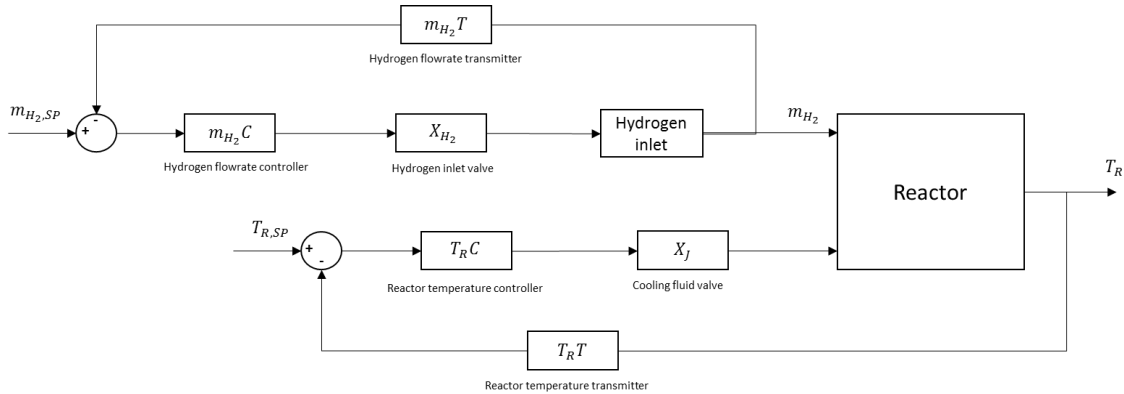 m_{H_2}T
Hydrogen flowrate transmitter
m_{H_2,SP}
-
+
m_{H_2}C
Hydrogen flowrate controller
X_{H_2}
Hydrogen inlet valve
Hydrogen
inlet
m_{H_2}
Reactor
T_R
T_{R,SP}
+
-
T_RC
Reactor temperature controller
X_J
Cooling fluid valve
T_RT
Reactor temperature transmitter